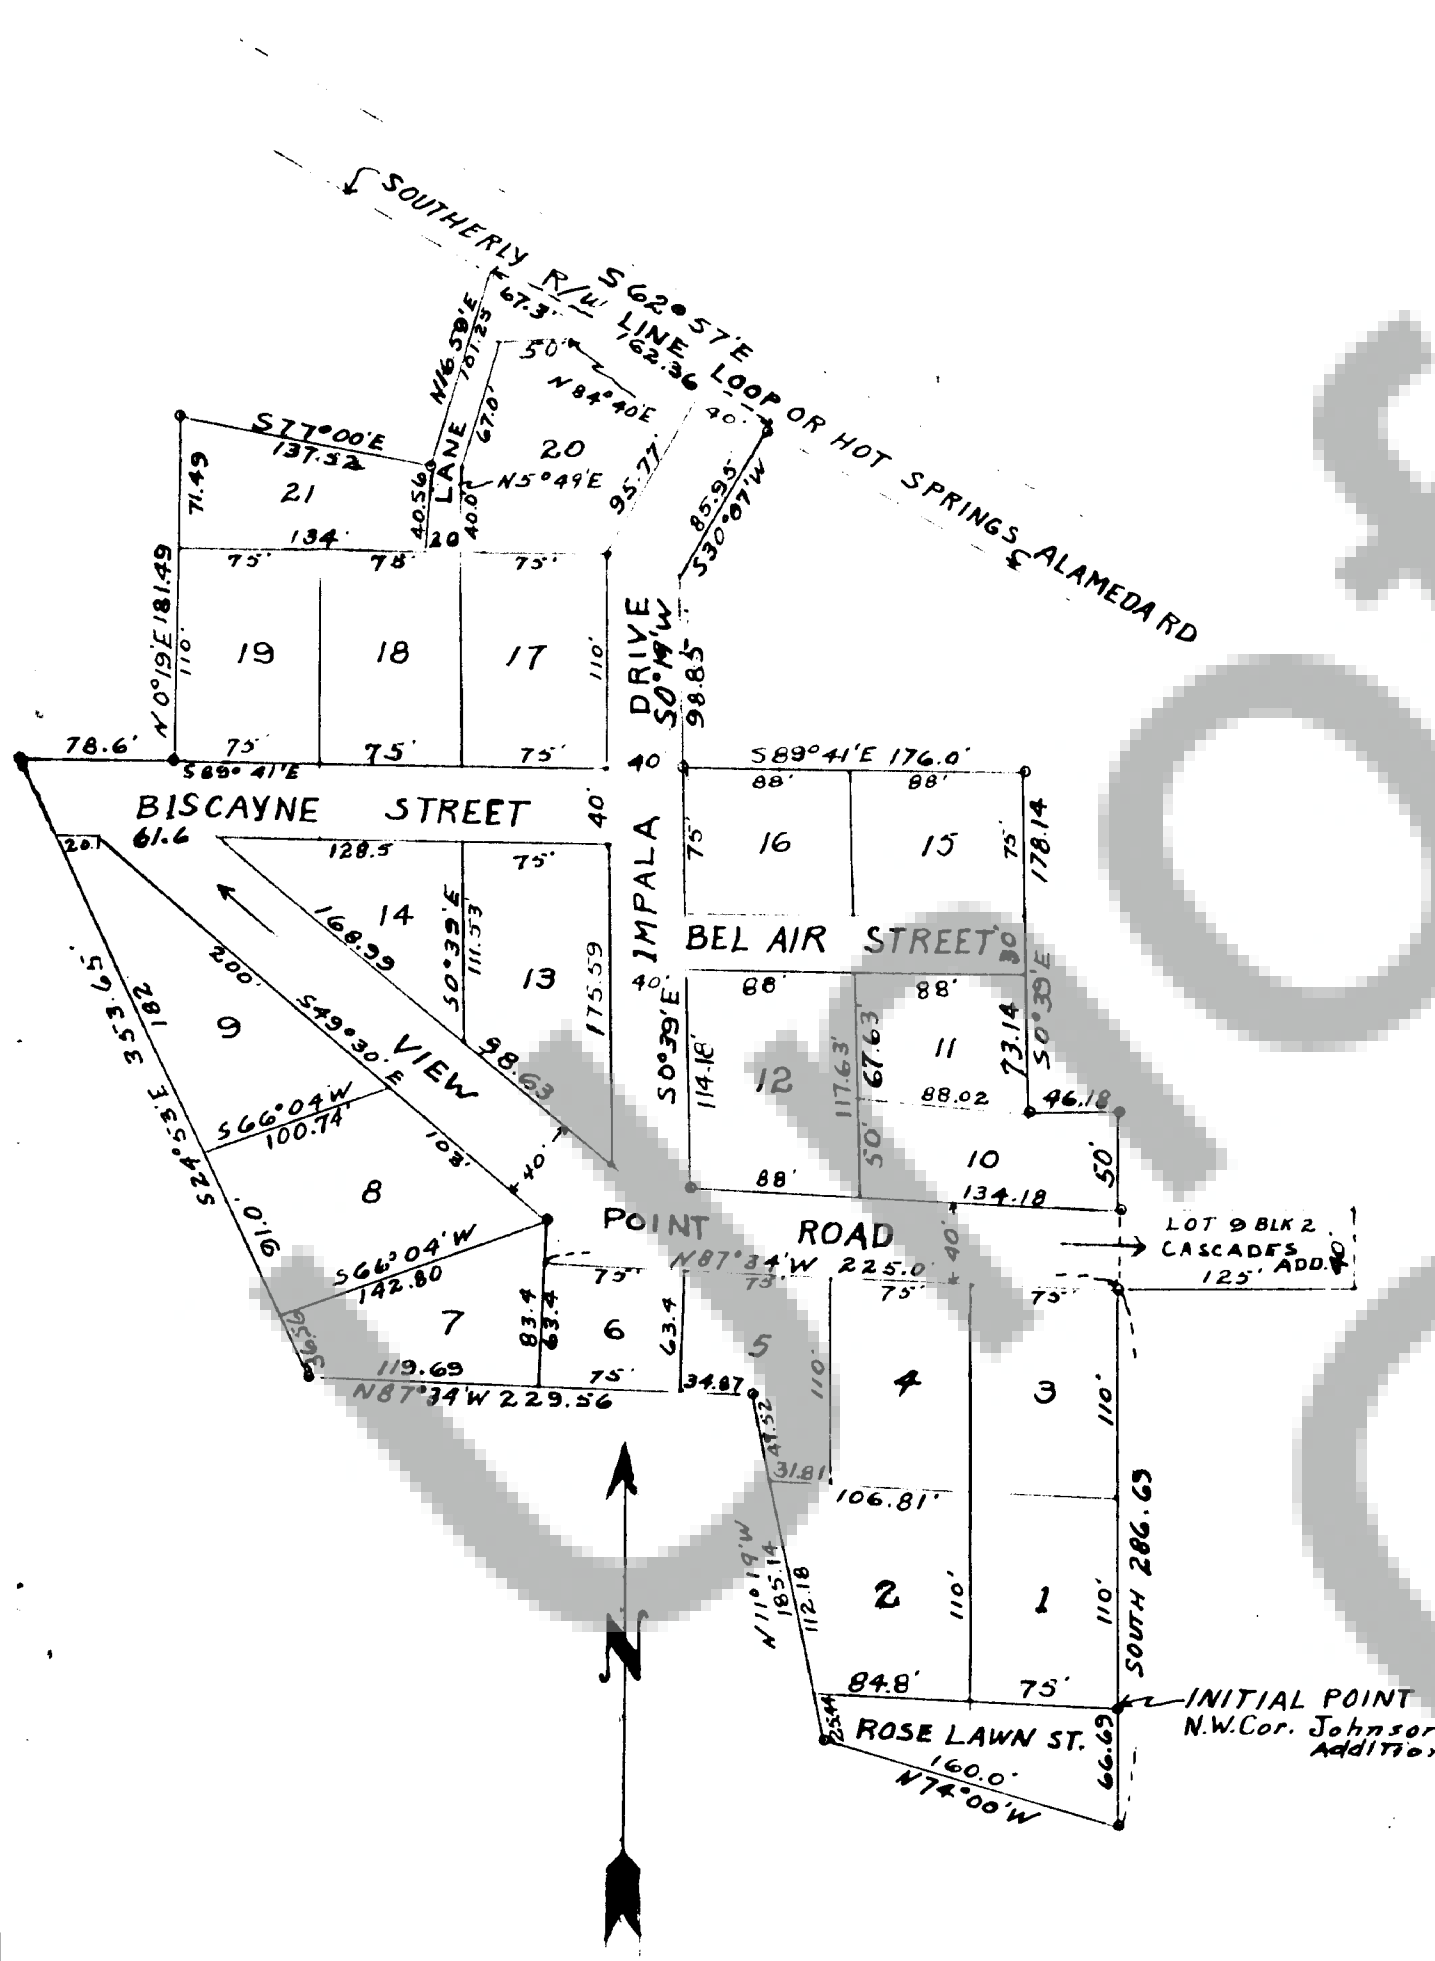 SOUTHERLY R/W LINE LOOP OR HOT SPRINGS ALAMEDA RD
S 62°57'E
162.36
67.3'
N16°59'E
101.25
50'
N84°40'E
40'
67.0'
LANE
20
N5°49'E
95.77
85.95
S30°07'W
S77°00'E
137.52
71.49
21
40.56
40.0'
134'
20
75'
75'
75'
N 0°19'E 181.49
110'
19
18
17
110'
DRIVE
S0°19'W
98.85
78.6'
75'
75'
75'
40
S89°41'E
S89°41'E 176.0'
88'
88'
BISCAYNE STREET
40'
IMPALA
20.1
61.6
128.5
75'
75'
16
15
75'
178.14
14
168.99
S0°39'E
111.53
13
175.59
BEL AIR STREET
30
40'
88'
88'
S0°39'E
200'
S49°30'E
182
S24°53'E 353.65'
9
VIEW
98.63
S0°39'E
114.18'
12
117.63'
67.63'
11
73.14
88.02
46.18
S66°04'W
100.74'
103'
40'
50'
10
50'
8
88'
134.18
91.0'
S66°04'W
142.80
POINT ROAD
40'
LOT 9 BLK 2
CASCADES ADD.
40'
125'
N87°34'W 225.0'
75'
75'
75'
75'
36.56
7
83.4
63.4
6
63.4
5
110'
4
3
110'
119.69
75'
34.87
N87°34'W 229.56
49.52
31.81
106.81'
N11°19'W
185.14
112.18
2
110'
1
110'
SOUTH 286.69
N
84.8'
75'
INITIAL POINT
N.W.Cor. Johnson
Addition
25.44
ROSE LAWN ST.
66.69
160.0'
N74°00'W